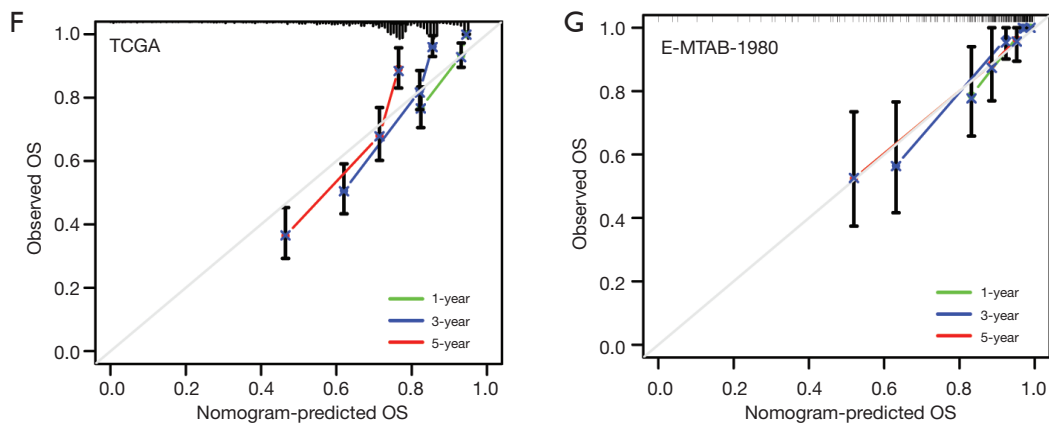 F
TCGA
1.0
0.8
0.6
0.4
0.2
0.0
Observed OS
1-year
3-year
5-year
0.0 0.2 0.4 0.6 0.8 1.0
Nomogram-predicted OS
G
E-MTAB-1980
1.0
0.8
0.6
0.4
0.2
0.0
Observed OS
1-year
3-year
5-year
0.0 0.2 0.4 0.6 0.8 1.0
Nomogram-predicted OS